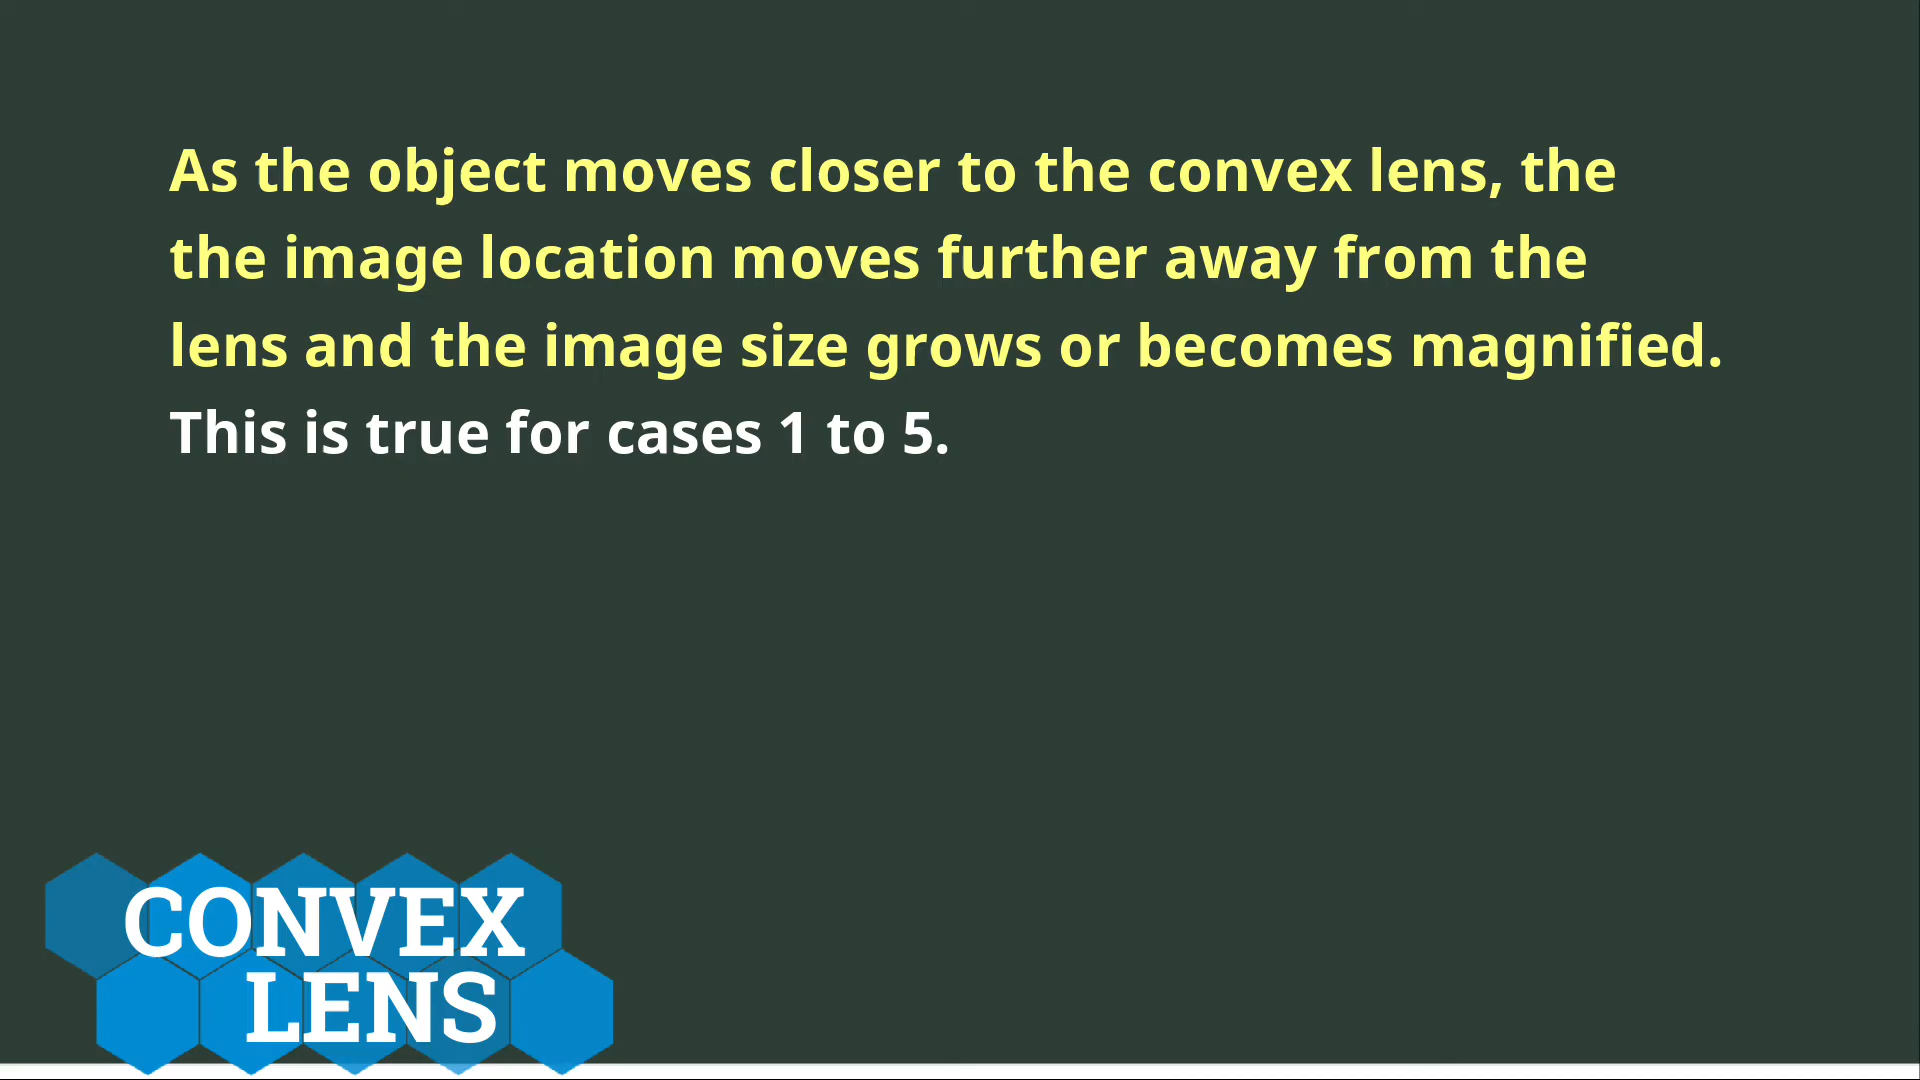 As the object moves closer to the convex lens, the
the image location moves further away from the
lens and the image size grows or becomes magnified.
This is true for cases 1 to 5.
CONVEX
LENS